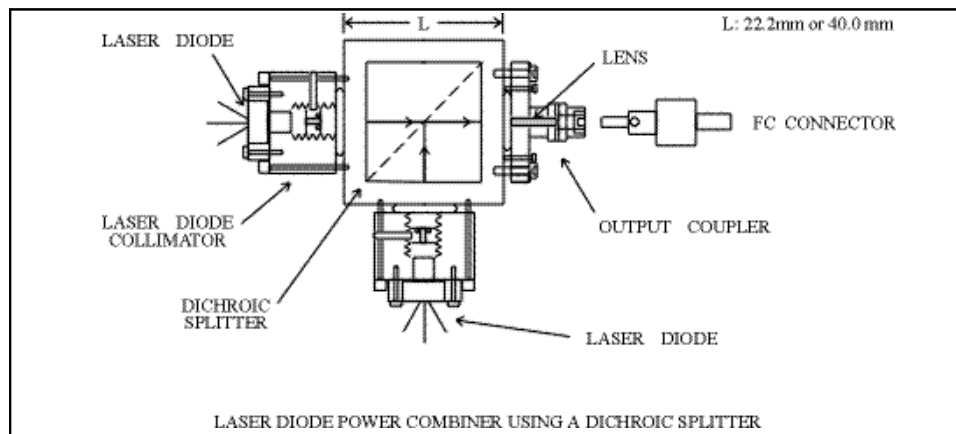 L
L: 22.2mm or 40.0 mm
LASER DIODE
LENS
FC CONNECTOR
LASER DIODE
COLLIMATOR
OUTPUT COUPLER
DICHROIC
SPLITTER
LASER DIODE
LASER DIODE POWER COMBINER USING A DICHROIC SPLITTER